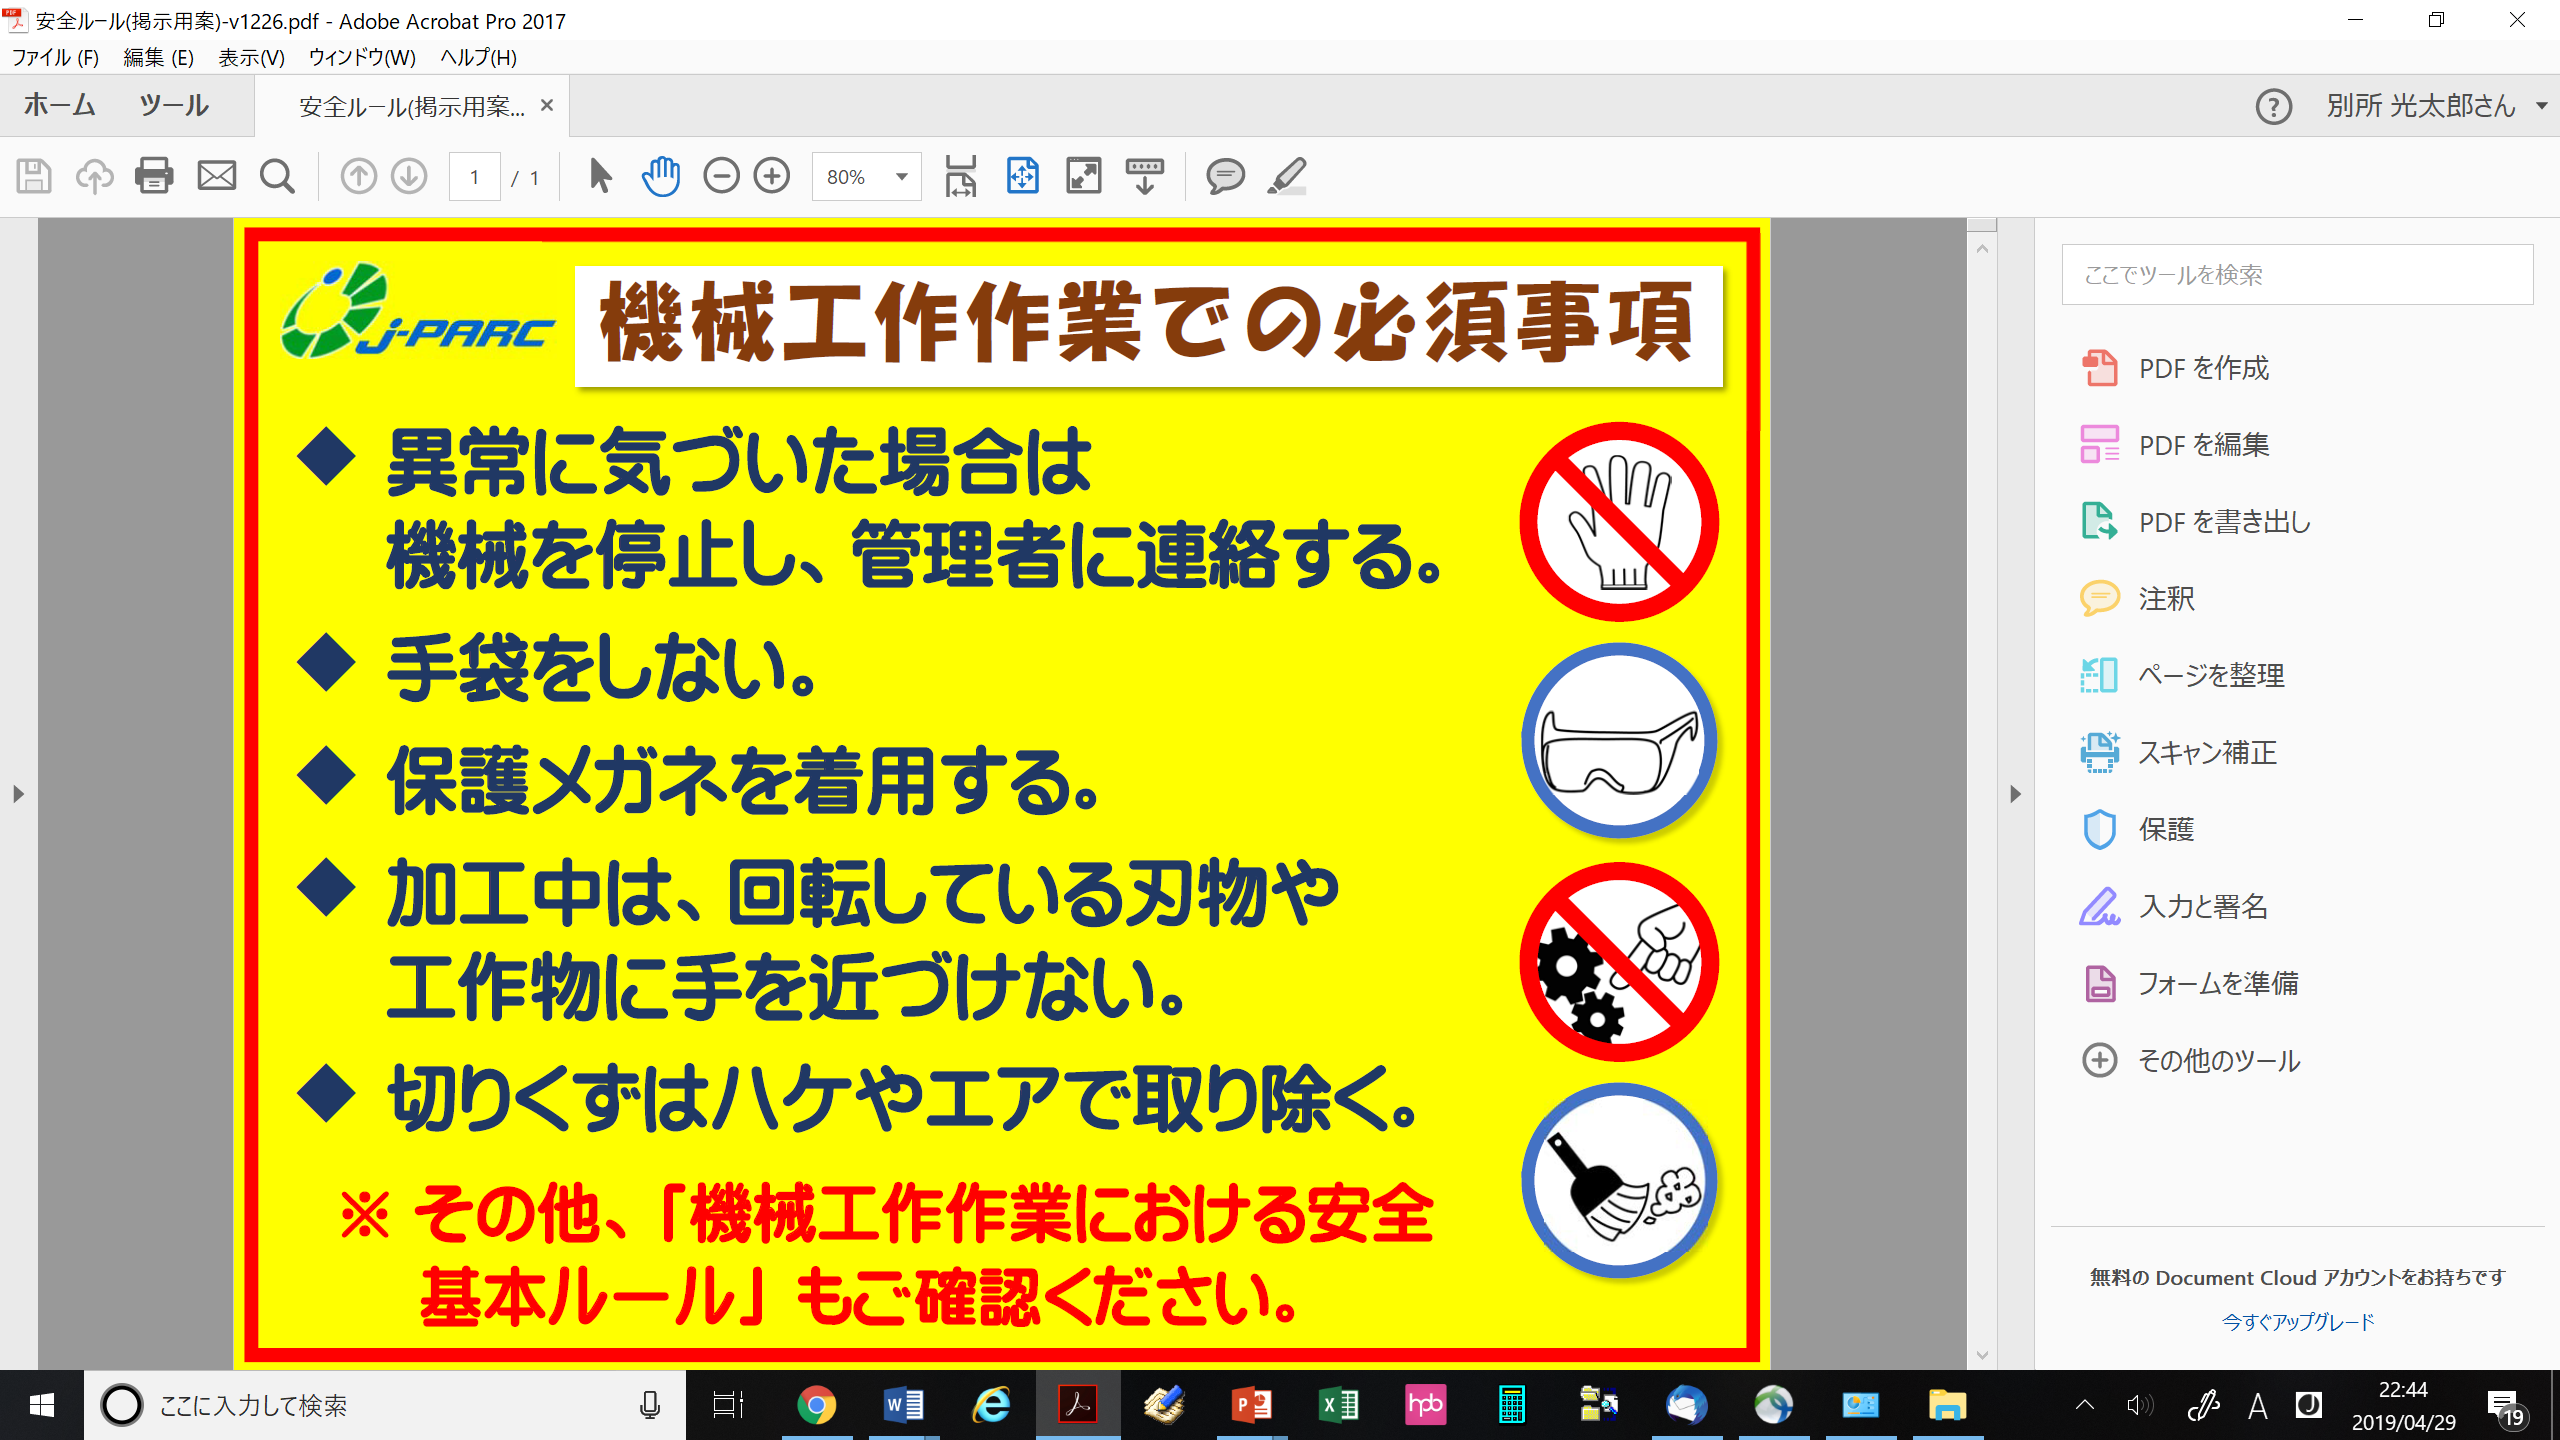 安全ルール(掲示用案)-v1226.pdf - Adobe Acrobat Pro 2017
ファイル (F) 編集 (E) 表示(V) ウィンドウ(W) ヘルプ(H)
ホーム ツール 安全ルール(掲示用案... × 別所 光太郎さん
1 / 1 80%
J-PARC
機械工作作業での必須事項
◆ 異常に気づいた場合は
機械を停止し、管理者に連絡する。
◆ 手袋をしない。
◆ 保護メガネを着用する。
◆ 加工中は、回転している刃物や
工作物に手を近づけない。
◆ 切りくずはハケやエアで取り除く。
※ その他、「機械工作作業における安全
基本ルール」もご確認ください。
ここでツールを検索
PDF を作成
PDF を編集
PDF を書き出し
注釈
ページを整理
スキャン補正
保護
入力と署名
フォームを準備
その他のツール
無料の Document Cloud アカウントをお持ちです
今すぐアップグレード
ここに入力して検索
hpb
A
22:44
2019/04/29
19